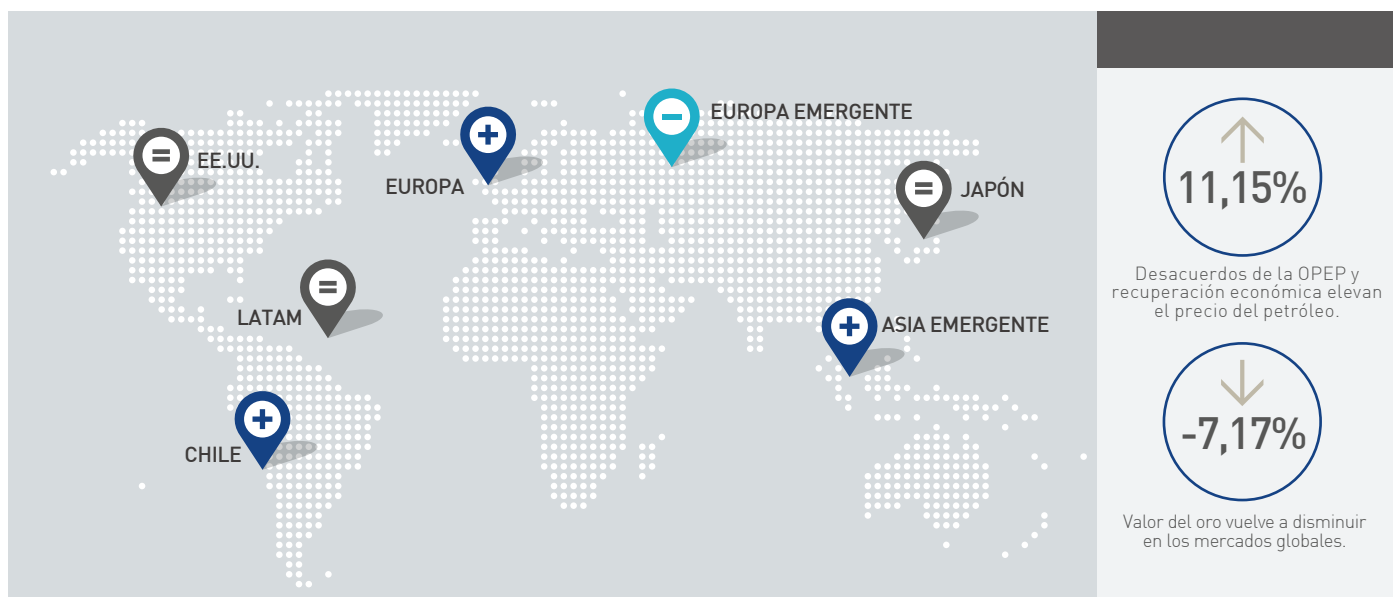 EUROPA EMERGENTE
EE.UU.
EUROPA
JAPÓN
LATAM
ASIA EMERGENTE
CHILE
11,15%
Desacuerdos de la OPEP y
recuperación económica elevan
el precio del petróleo.
-7,17%
Valor del oro vuelve a disminuir
en los mercados globales.